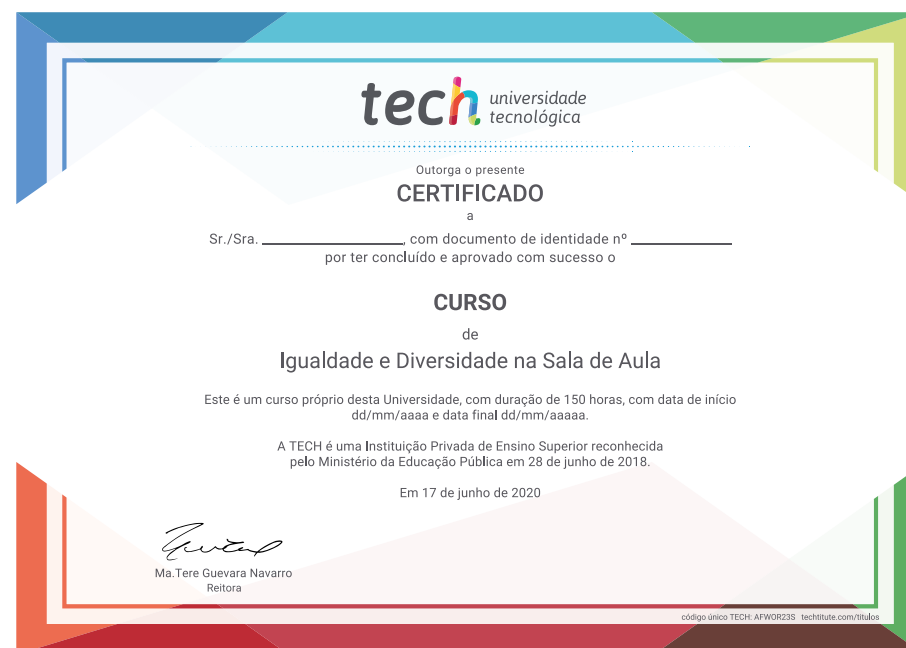 tech universidade
tecnológica
Outorga o presente
CERTIFICADO
a
Sr./Sra. ________________, com documento de identidade nº ____________
por ter concluído e aprovado com sucesso o
CURSO
de
Igualdade e Diversidade na Sala de Aula
Este é um curso próprio desta Universidade, com duração de 150 horas, com data de início
dd/mm/aaaa e data final dd/mm/aaaaa.
A TECH é uma Instituição Privada de Ensino Superior reconhecida
pelo Ministério da Educação Pública em 28 de junho de 2018.
Em 17 de junho de 2020
Ma.Tere Guevara Navarro
Reitora
código único TECH: AFWOR23S techtitute.com/titulos